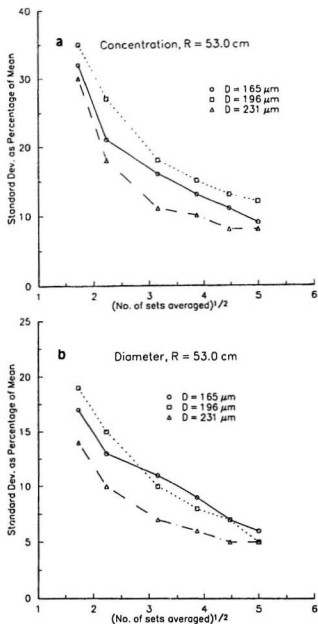 a
Concentration, R = 53.0 cm
D = 165 μm
D = 196 μm
D = 231 μm
Standard Dev. as Percentage of Mean
40
30
20
10
0
1 2 3 4 5 6
(No. of sets averaged)1/2
b
Diameter, R = 53.0 cm
D = 165 μm
D = 196 μm
D = 231 μm
Standard Dev. as Percentage of Mean
25
20
15
10
5
0
1 2 3 4 5 6
(No. of sets averaged)1/2